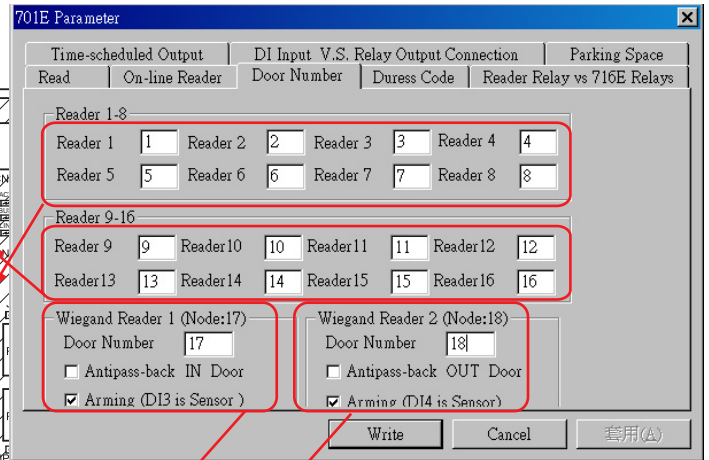 701E Parameter
Time-scheduled Output DI Input V.S. Relay Output Connection Parking Space
Read On-line Reader Door Number Duress Code Reader Relay vs 716E Relays
Reader 1-8
Reader 1 1 Reader 2 2 Reader 3 3 Reader 4 4
Reader 5 5 Reader 6 6 Reader 7 7 Reader 8 8
Reader 9-16
Reader 9 9 Reader10 10 Reader11 11 Reader12 12
Reader13 13 Reader14 14 Reader15 15 Reader16 16
Wiegand Reader 1 (Node:17) Wiegand Reader 2 (Node:18)
Door Number 17 Door Number 18
Antipass-back IN Door Antipass-back OUT Door
Arming (DI3 is Sensor ) Arming (DI4 is Sensor)
Write Cancel 套用(A)